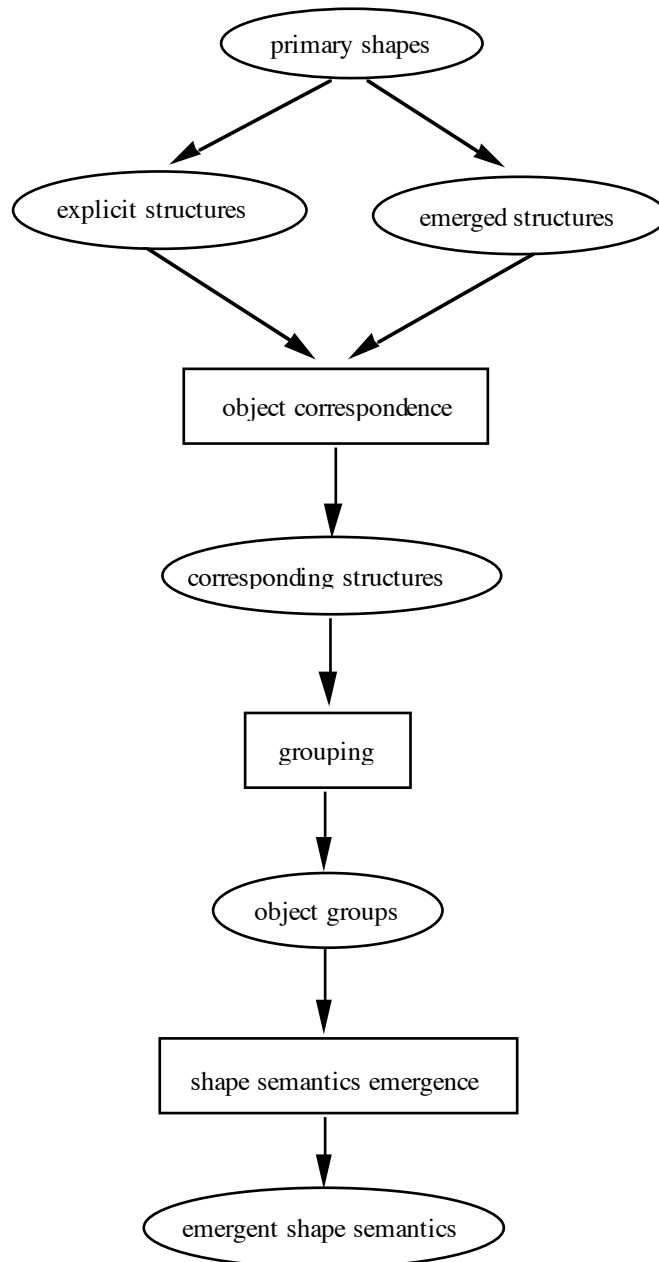 primary shapes
explicit structures
emerged structures
object correspondence
corresponding structures
grouping
object groups
shape semantics emergence
emergent shape semantics